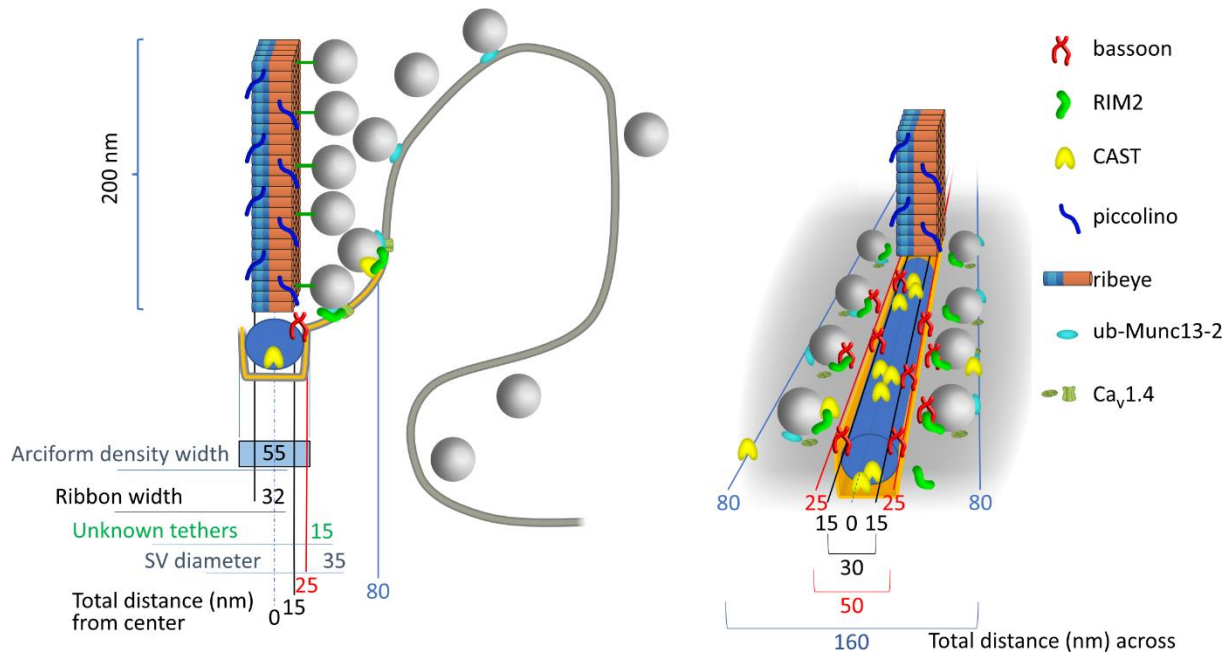 200 nm
Arciform density width
55
Ribbon width
32
Unknown tethers
15
SV diameter
35
25
80
Total distance (nm)
from center
0
15
bassoon
RIM2
CAST
piccolino
ribeye
ub-Munc13-2
Cav1.4
80
25
25
80
15 0 15
30
50
160
Total distance (nm) across